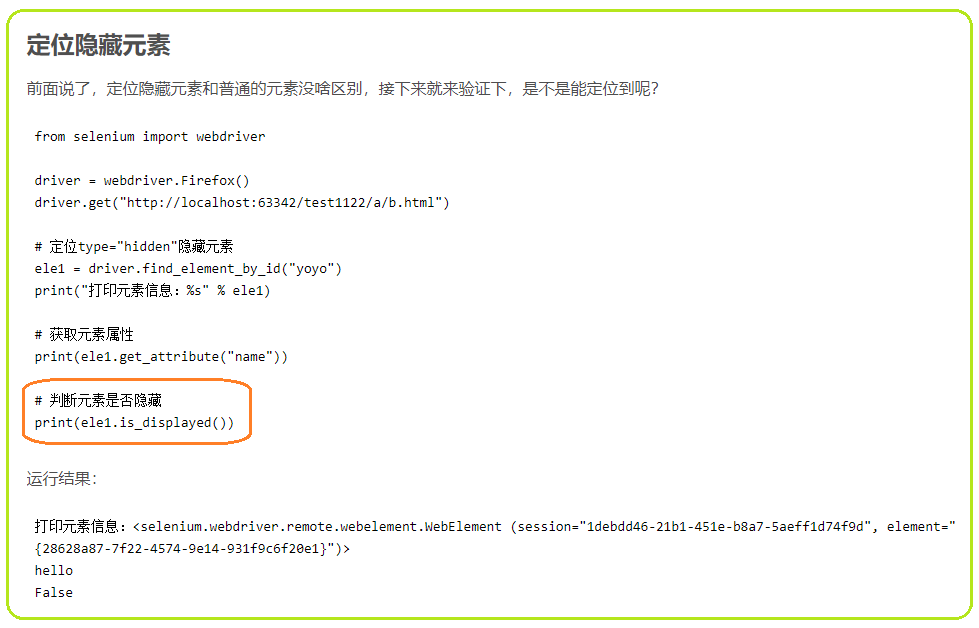 定位隐藏元素
前面说了，定位隐藏元素和普通的元素没啥区别，接下来就来验证下，是不是能定位到呢？
from selenium import webdriver
driver = webdriver.Firefox()
driver.get("http://localhost:63342/test1122/a/b.html")
# 定位type="hidden"隐藏元素
ele1 = driver.find_element_by_id("yoyo")
print("打印元素信息：%s" % ele1)
# 获取元素属性
print(ele1.get_attribute("name"))
# 判断元素是否隐藏
print(ele1.is_displayed())
运行结果：
打印元素信息：<selenium.webdriver.remote.webelement.WebElement (session="1debdd46-21b1-451e-b8a7-5aeff1d74f9d", element="
{28628a87-7f22-4574-9e14-931f9c6f20e1}")>
hello
False